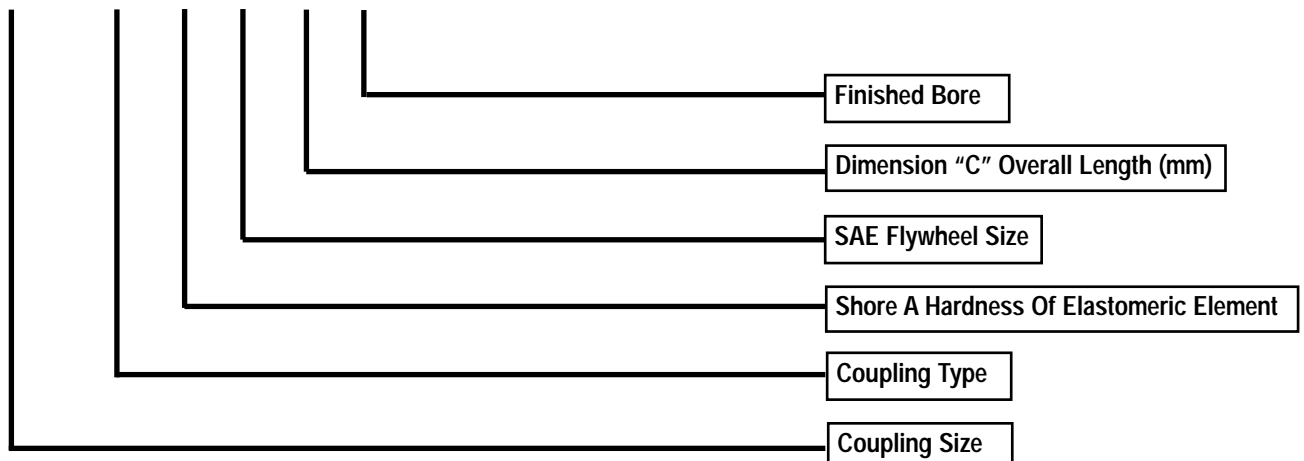 Finished Bore
Dimension “C” Overall Length (mm)
SAE Flywheel Size
Shore A Hardness Of Elastomeric Element
Coupling Type
Coupling Size